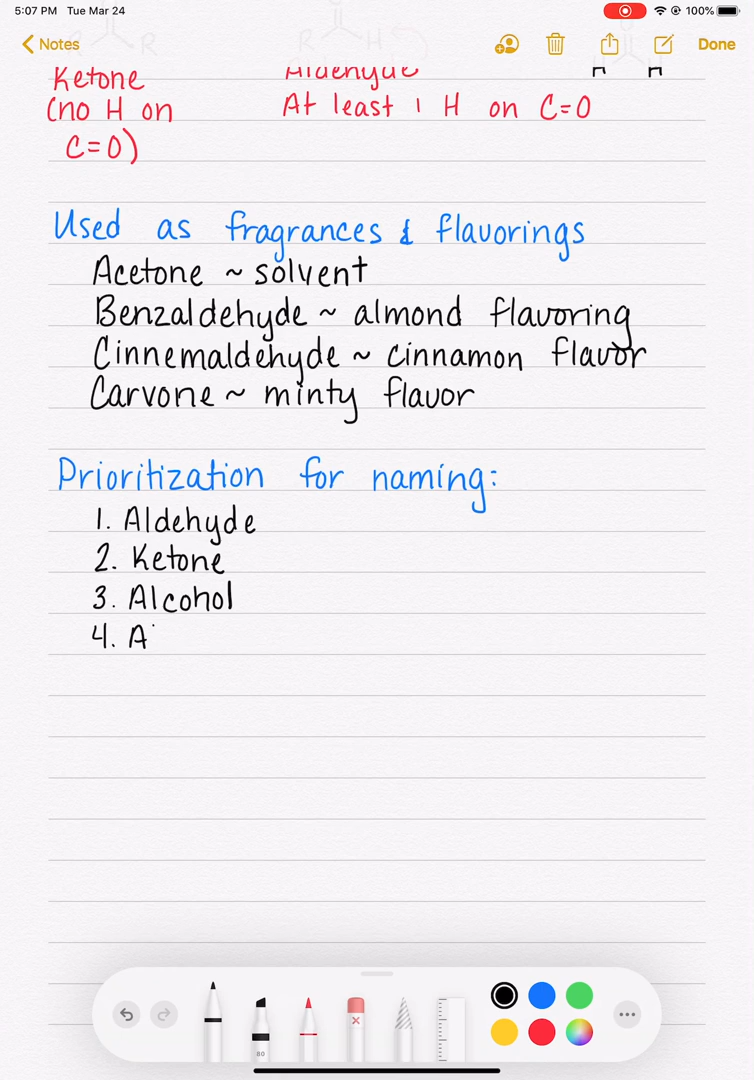 5:07 PM Tue Mar 24
100%
Notes
Done
R R
R H
Ketone
Aldehyde
H H
(no H on
C=O)
At least 1 H on C=O
Used as fragrances & flavorings
Acetone ~ solvent
Benzaldehyde ~ almond flavoring
Cinnemaldehyde ~ cinnamon flavor
Carvone ~ minty flavor
Prioritization for naming:
1. Aldehyde
2. Ketone
3. Alcohol
4. A
80